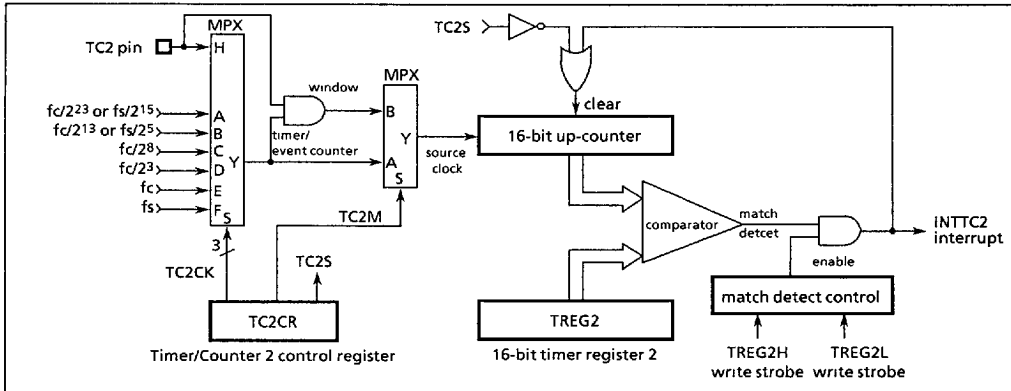 MPX
TC2 pin
H
fc/2²³ or fs/2¹⁵
A
fc/2¹³ or fs/2⁵
B
fc/2⁸
C
fc/2³
D
fc
E
fs
F
S
Y
3
TC2CK
window
timer/
event counter
MPX
B
Y
A
S
source
clock
TC2M
TC2S
TC2CR
Timer/Counter 2 control register
TC2S
clear
16-bit up-counter
comparator
match
detcet
enable
INTTC2
interrupt
match detect control
TREG2
16-bit timer register 2
TREG2H
write strobe
TREG2L
write strobe